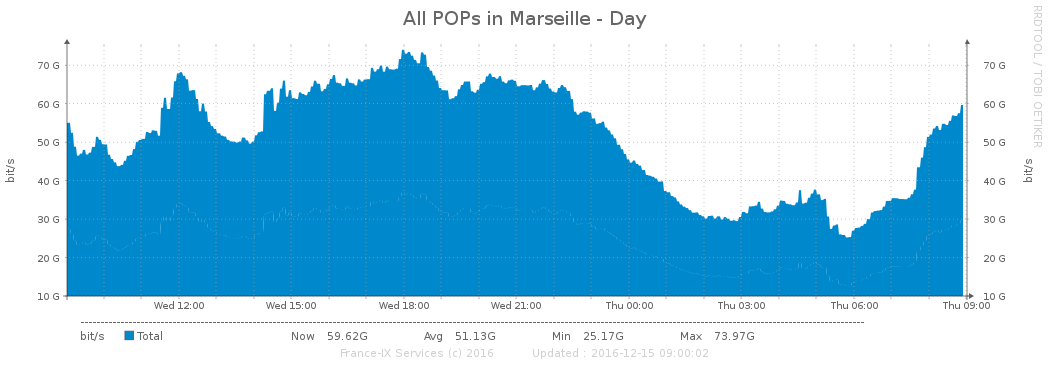 All POPs in Marseille - Day
RRDTOOL / TOBI OETIKER
bit/s
bit/s
70 G 70 G
60 G 60 G
50 G 50 G
40 G 40 G
30 G 30 G
20 G 20 G
10 G 10 G
Wed 12:00 Wed 15:00 Wed 18:00 Wed 21:00 Thu 00:00 Thu 03:00 Thu 06:00 Thu 09:00
bit/s Total Now 59.62G Avg 51.13G Min 25.17G Max 73.97G
France-IX Services (c) 2016 Updated : 2016-12-15 09:00:02